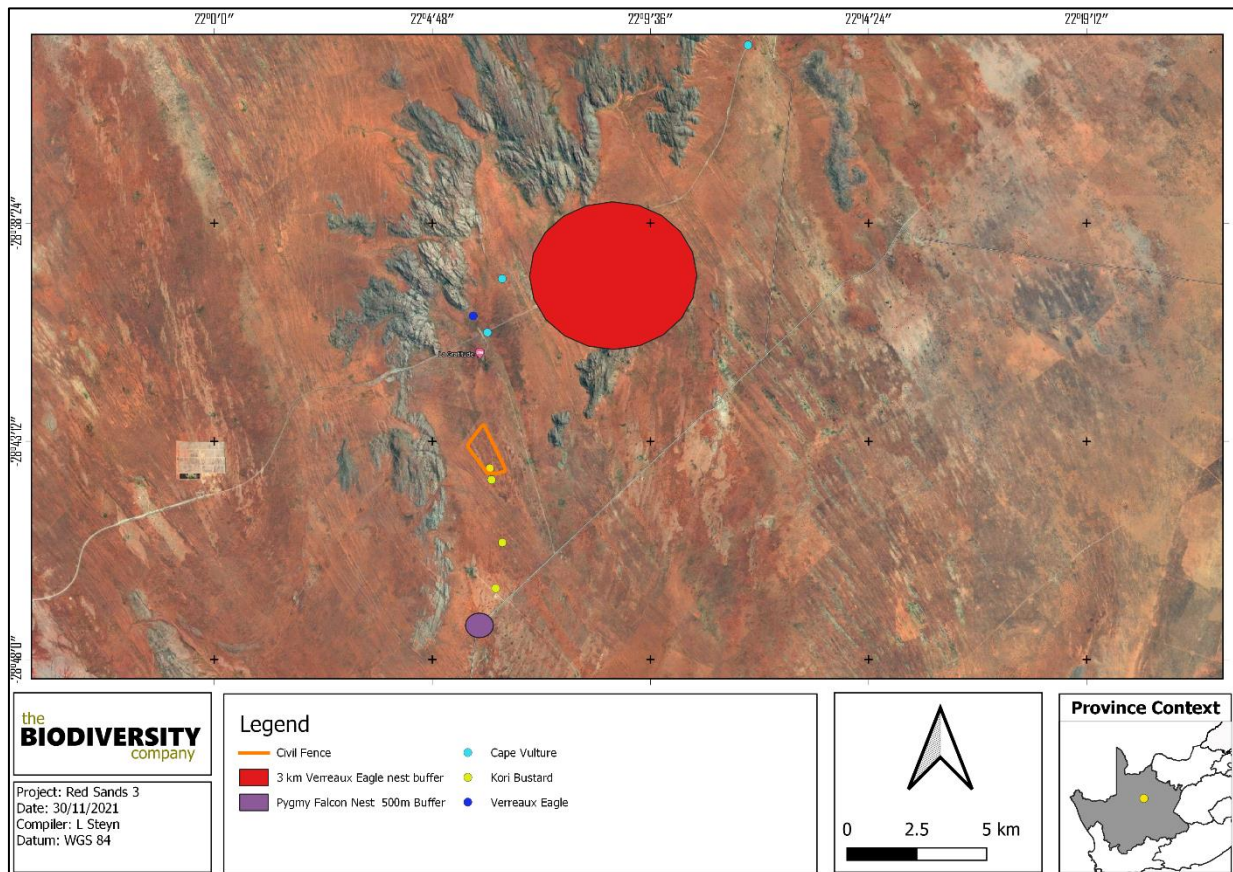 22°0′0″
22°4′48″
22°9′36″
22°14′24″
22°19′12″
-28°38′24″
-28°43′12″
-28°48′0″
La Gratitude
the
BIODIVERSITY
company
Project: Red Sands 3
Date: 30/11/2021
Compiler: L Steyn
Datum: WGS 84
Legend
Civil Fence
3 km Verreaux Eagle nest buffer
Pygmy Falcon Nest 500m Buffer
Cape Vulture
Kori Bustard
Verreaux Eagle
0 2.5 5 km
Province Context